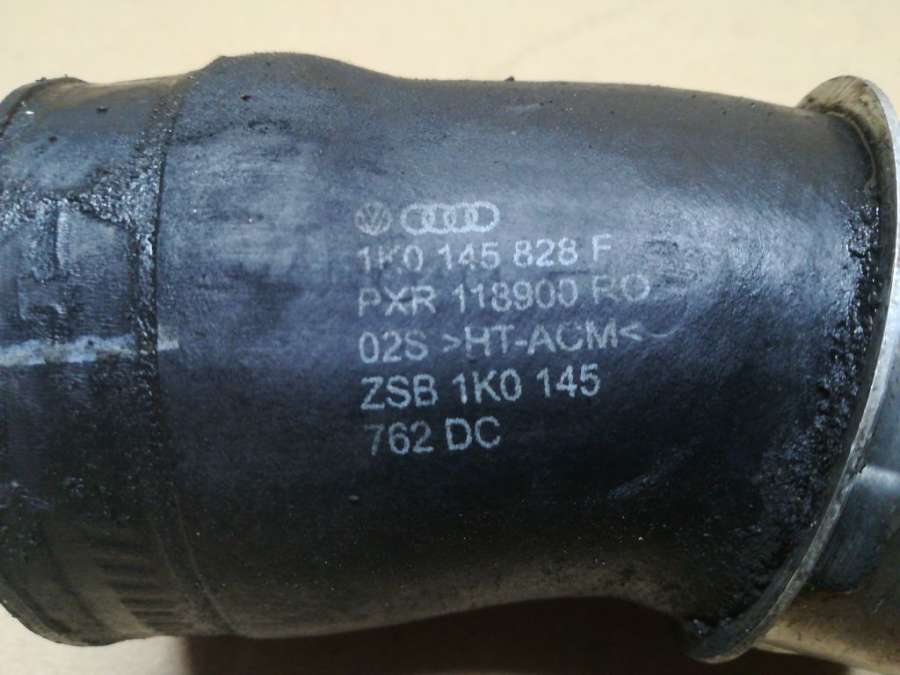 1K0 145 828 F
PXR 118900 RO
02S >HT-ACM<
ZSB 1K0 145
762 DC